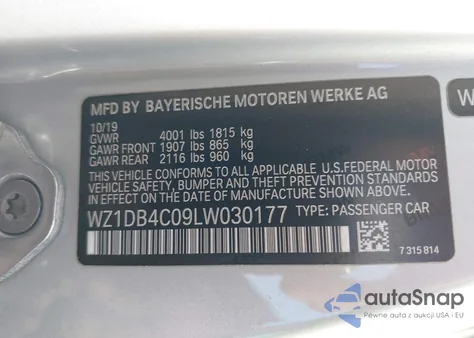 MFD BY BAYERISCHE MOTOREN WERKE AG
10/19
GVWR 4001 lbs 1815 kg
GAWR FRONT 1907 lbs 865 kg
GAWR REAR 2116 lbs 960 kg
THIS VEHICLE CONFORMS TO ALL APPLICABLE U.S.FEDERAL MOTOR
VEHICLE SAFETY, BUMPER AND THEFT PREVENTION STANDARDS
IN EFFECT ON THE DATE OF MANUFACTURE SHOWN ABOVE.
WZ1DB4C09LW030177 TYPE: PASSENGER CAR
7 315 814
W
autoSnap
Pewne auta z aukcji USA i EU